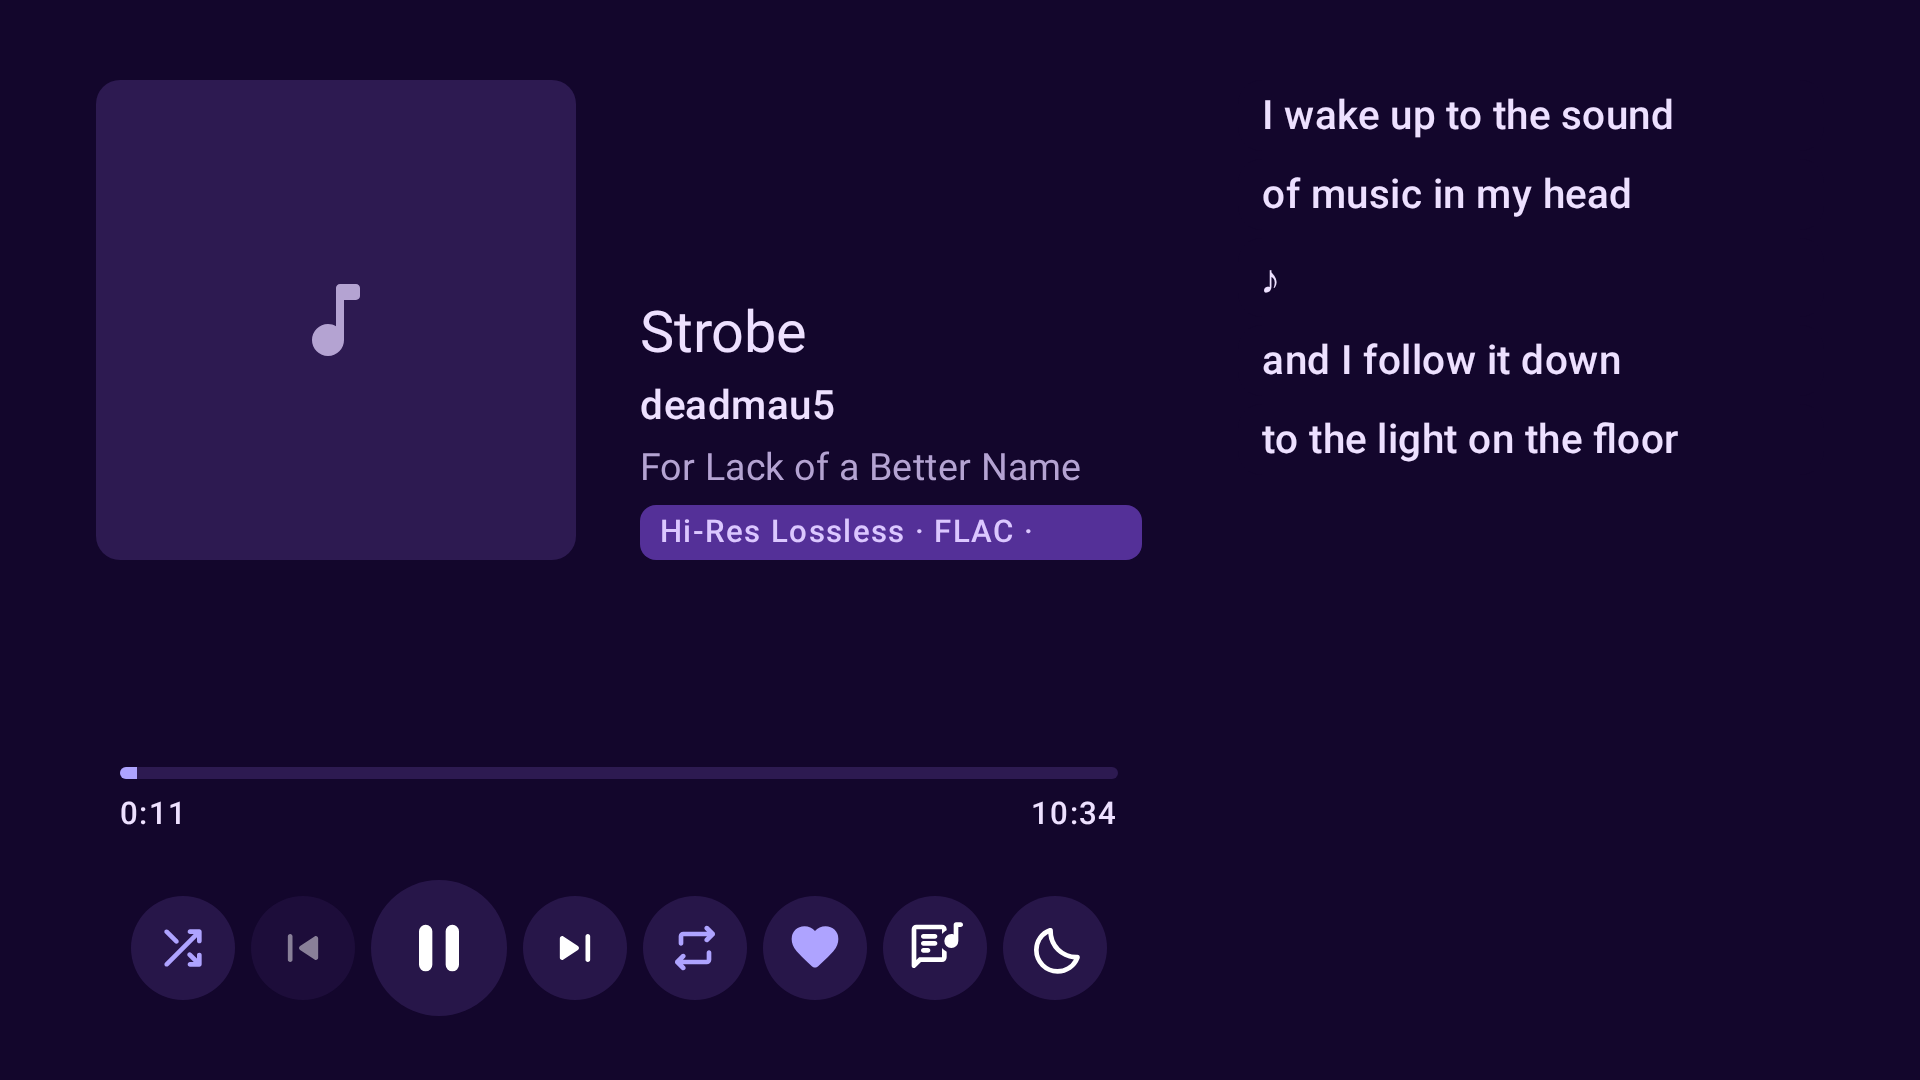 Strobe
deadmau5
For Lack of a Better Name
Hi-Res Lossless · FLAC ·
0:11
10:34
I wake up to the sound
of music in my head
♪
and I follow it down
to the light on the floor